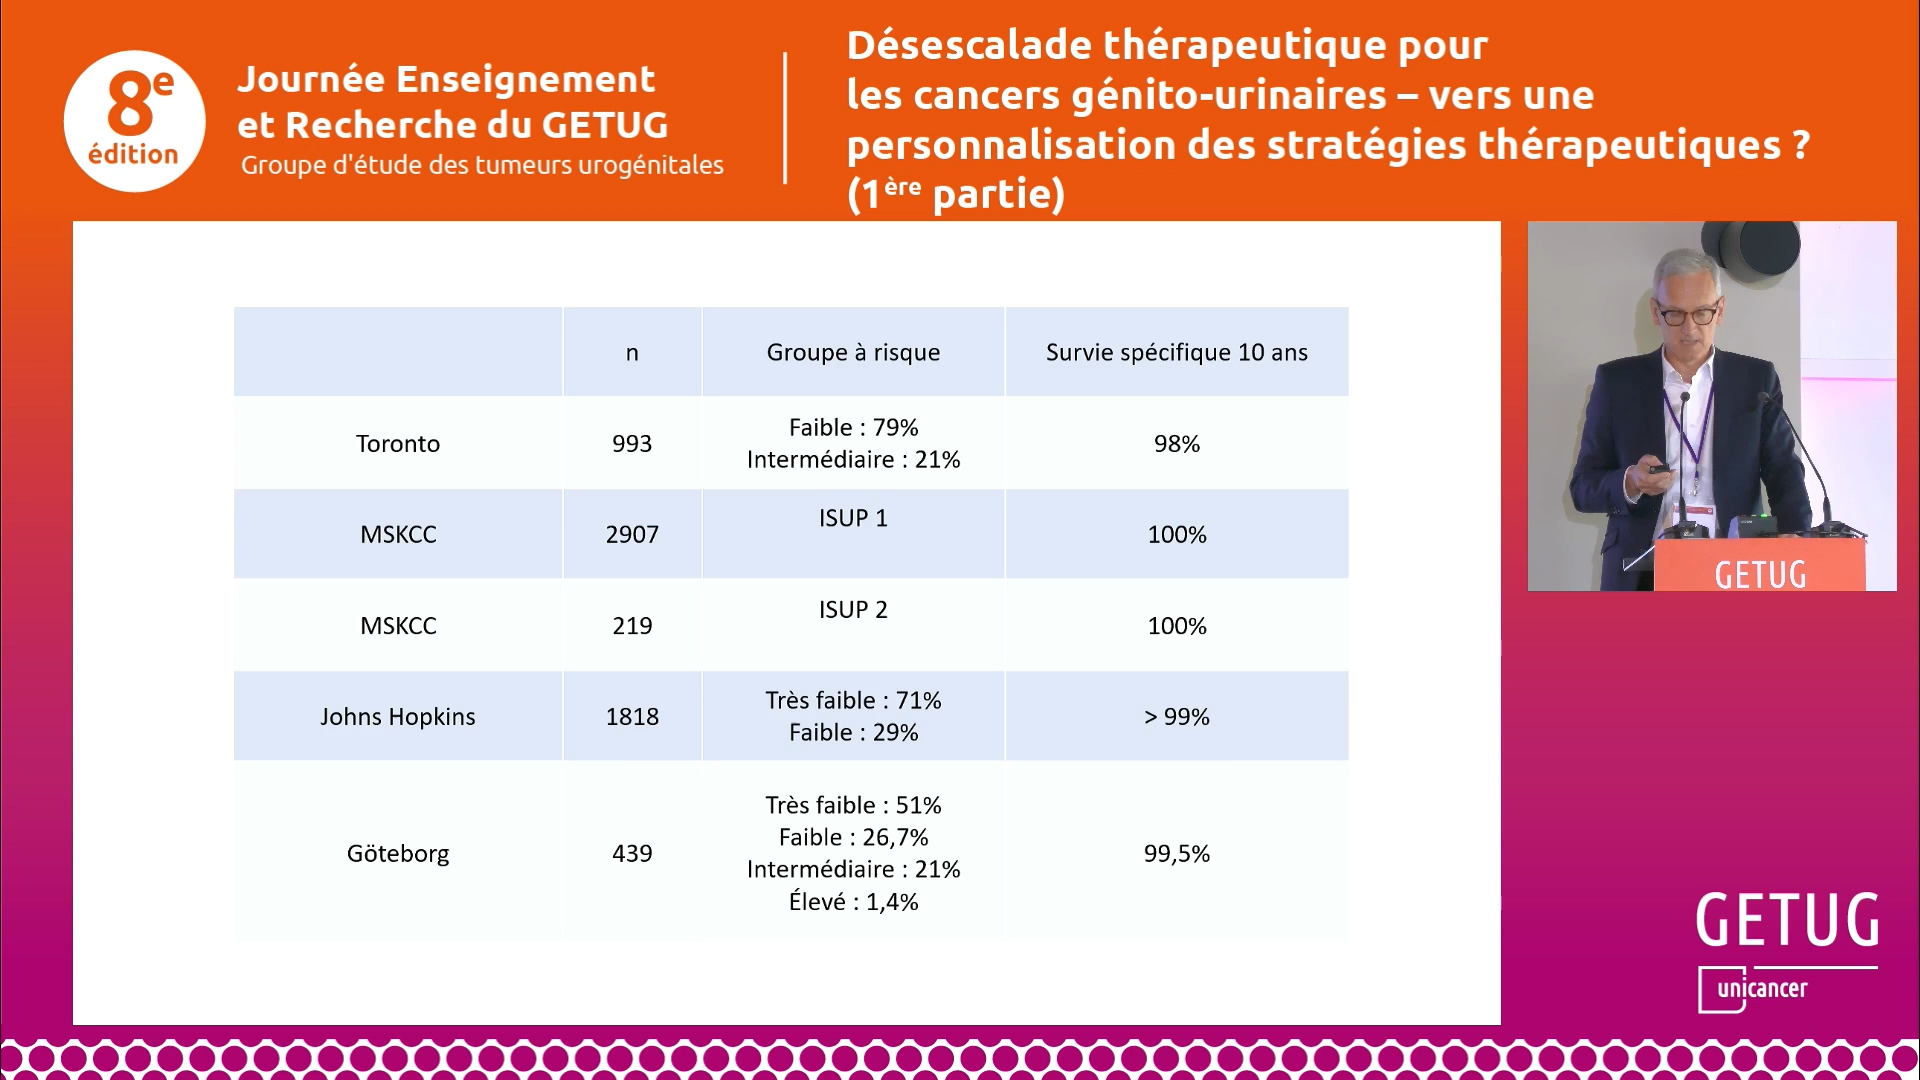 8e
édition
Journée Enseignement
et Recherche du GETUG
Groupe d'étude des tumeurs urogénitales
Désescalade thérapeutique pour
les cancers génito-urinaires – vers une
personnalisation des stratégies thérapeutiques ?
(1ère partie)
n
Groupe à risque
Survie spécifique 10 ans
Toronto
993
Faible : 79%
Intermédiaire : 21%
98%
MSKCC
2907
ISUP 1
100%
MSKCC
219
ISUP 2
100%
Johns Hopkins
1818
Très faible : 71%
Faible : 29%
> 99%
Göteborg
439
Très faible : 51%
Faible : 26,7%
Intermédiaire : 21%
Élevé : 1,4%
99,5%
GETUG
GETUG
unicancer